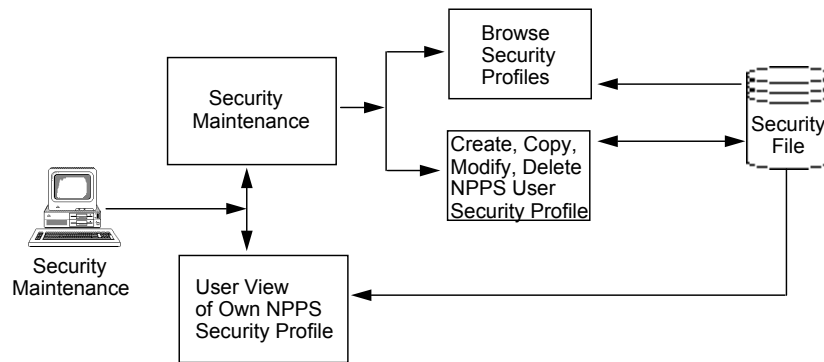 Browse
Security
Profiles
Security
Maintenance
Security
File
Create, Copy,
Modify, Delete
NPPS User
Security Profile
Security
Maintenance
User View
of Own NPPS
Security Profile